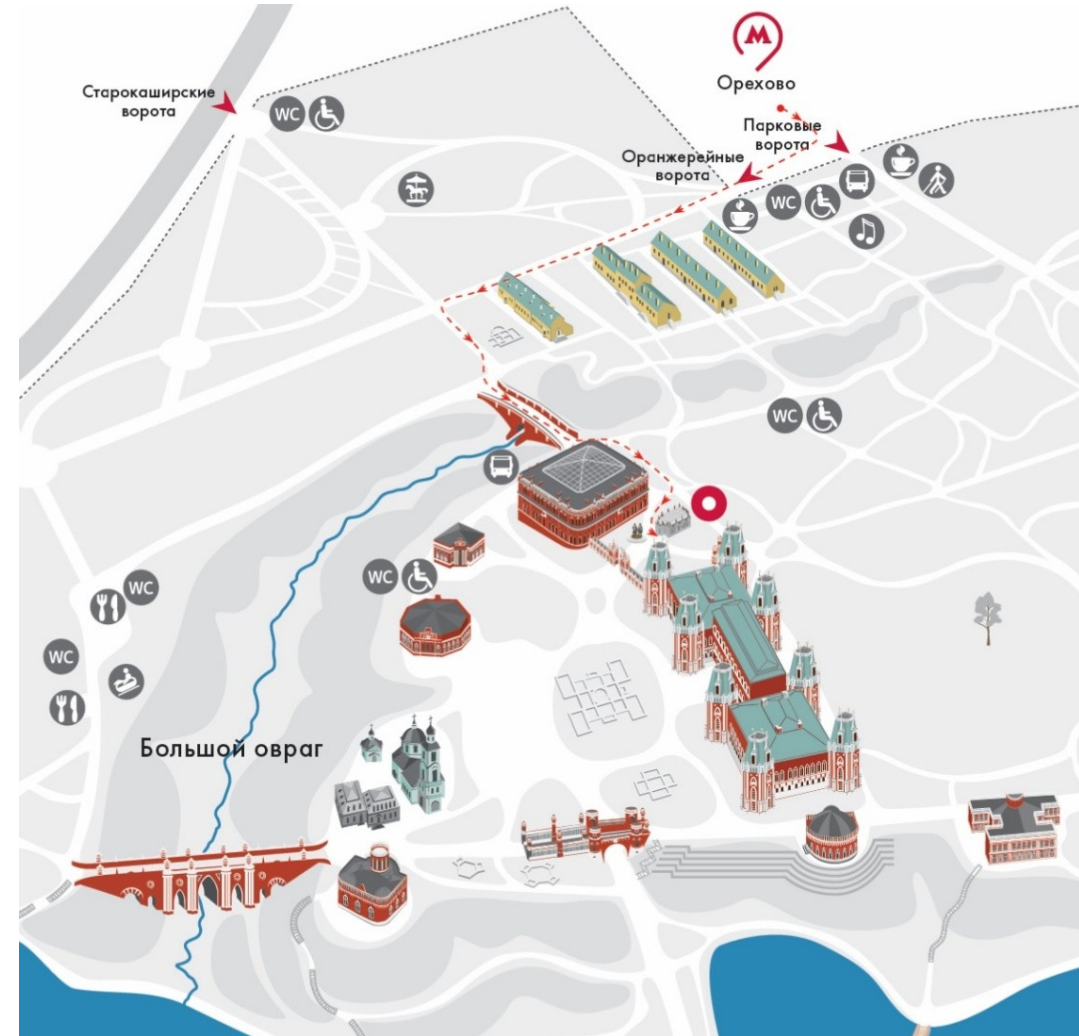 М
Орехово
Старокаширские
ворота
WC
Парковые
ворота
Оранжерейные
ворота
WC
WC
WC
WC
WC
Большой овраг